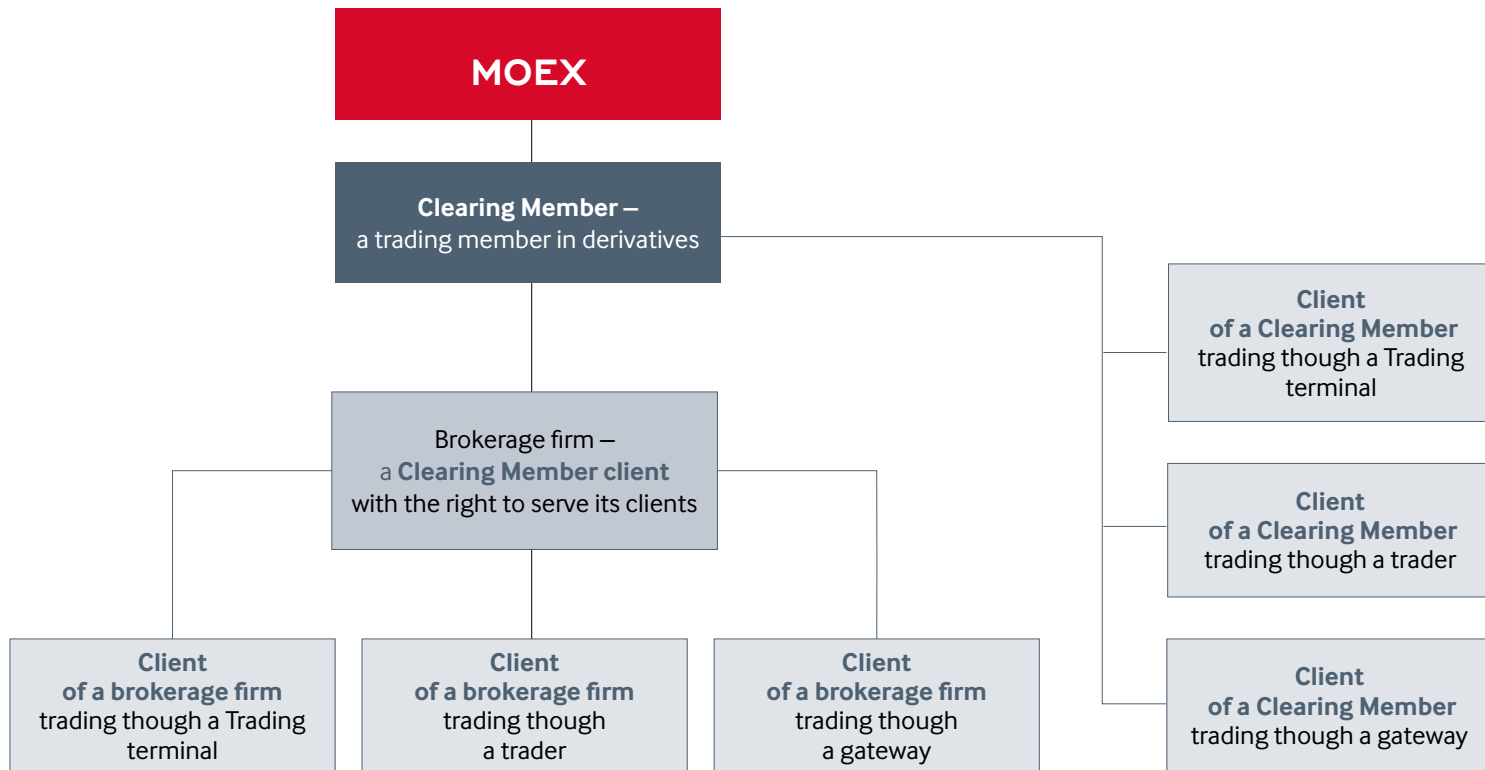 MOEX
Clearing Member –
a trading member in derivatives
Client
of a Clearing Member
trading though a Trading
terminal
Brokerage firm –
a Clearing Member client
with the right to serve its clients
Client
of a Clearing Member
trading though a trader
Client
of a brokerage firm
trading though a Trading
terminal
Client
of a brokerage firm
trading though
a trader
Client
of a brokerage firm
trading though
a gateway
Client
of a Clearing Member
trading though a gateway